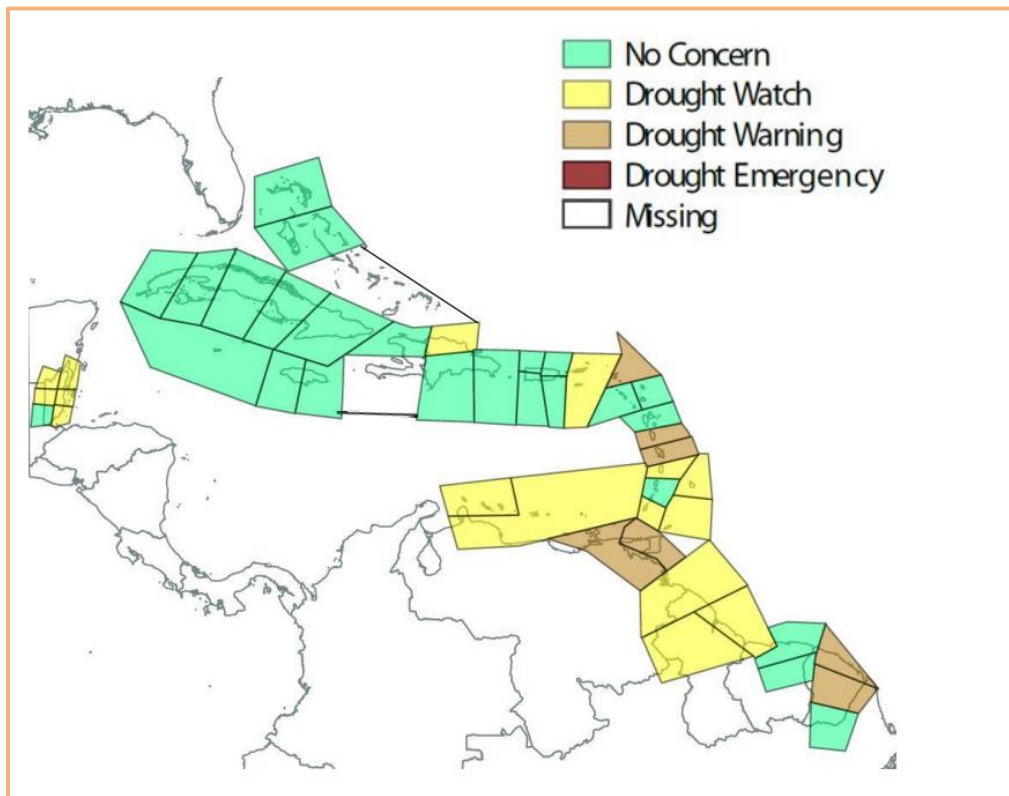 No Concern
Drought Watch
Drought Warning
Drought Emergency
Missing